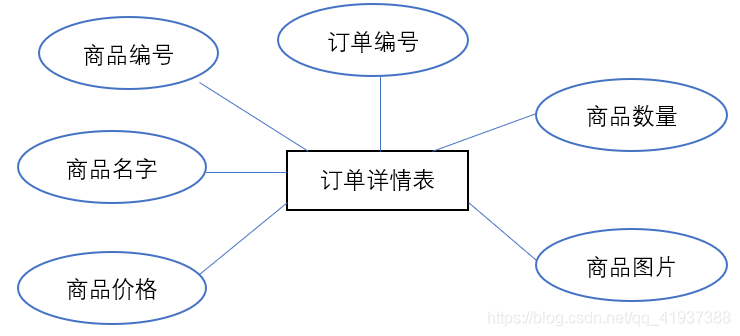 订单编号
商品编号
商品数量
商品名字
订单详情表
商品价格
商品图片
https://blog.csdn.net/qq_41937388